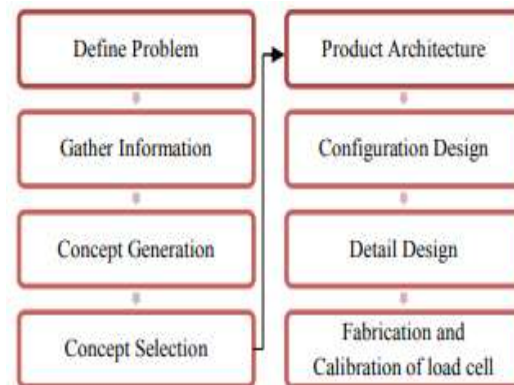 Define Problem
Gather Information
Concept Generation
Concept Selection
Product Architecture
Configuration Design
Detail Design
Fabrication and
Calibration of load cell